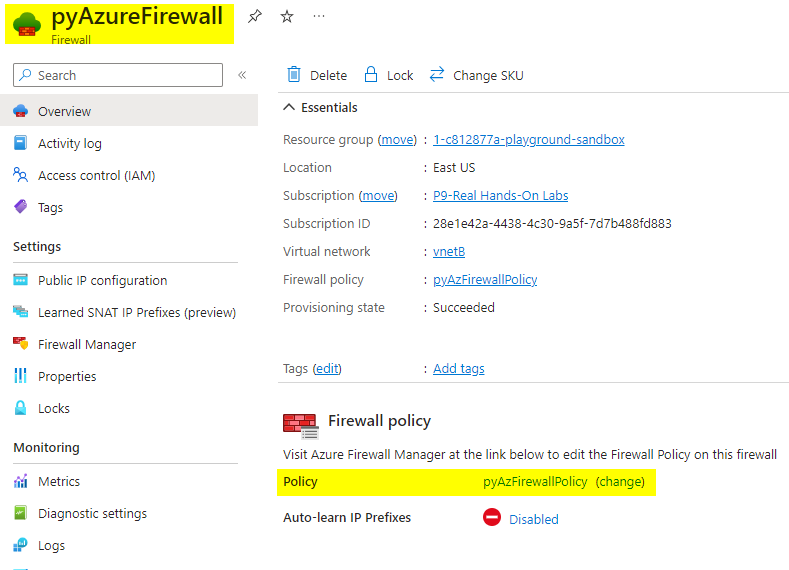 pyAzureFirewall
Firewall
Search
Overview
Activity log
Access control (IAM)
Tags
Settings
Public IP configuration
Learned SNAT IP Prefixes (preview)
Firewall Manager
Properties
Locks
Monitoring
Metrics
Diagnostic settings
Logs
Delete Lock Change SKU
Essentials
Resource group (move) : 1-c812877a-playground-sandbox
Location : East US
Subscription (move) : P9-Real Hands-On Labs
Subscription ID : 28e1e42a-4438-4c30-9a5f-7d7b488fd883
Virtual network : vnetB
Firewall policy : pyAzFirewallPolicy
Provisioning state : Succeeded
Tags (edit) : Add tags
Firewall policy
Visit Azure Firewall Manager at the link below to edit the Firewall Policy on this firewall
Policy pyAzFirewallPolicy (change)
Auto-learn IP Prefixes Disabled